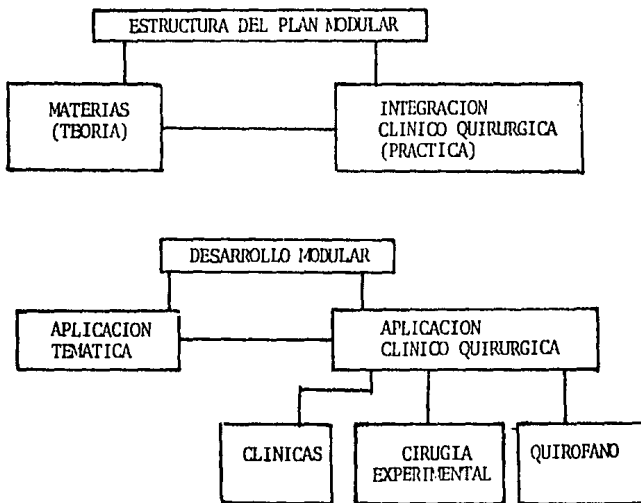 ESTRUCTURA DEL PLAN MODULAR
MATERIAS
(TEORIA)
INTEGRACION
CLINICO QUIRURGICA
(PRACTICA)
DESARROLLO MODULAR
APLICACION
TEMATICA
APLICACION
CLINICO QUIRURGICA
CLINICAS
CIRUGIA
EXPERIMENTAL
QUIROFANO